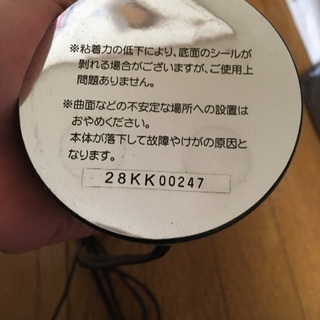 ※粘着力の低下により、底面のシールが
剝れる場合がございますが、ご使用上
問題ありません。
※曲面などの不安定な場所への設置は
おやめください。
本体が落下して故障やけがの原因と
なります。
28KK00247